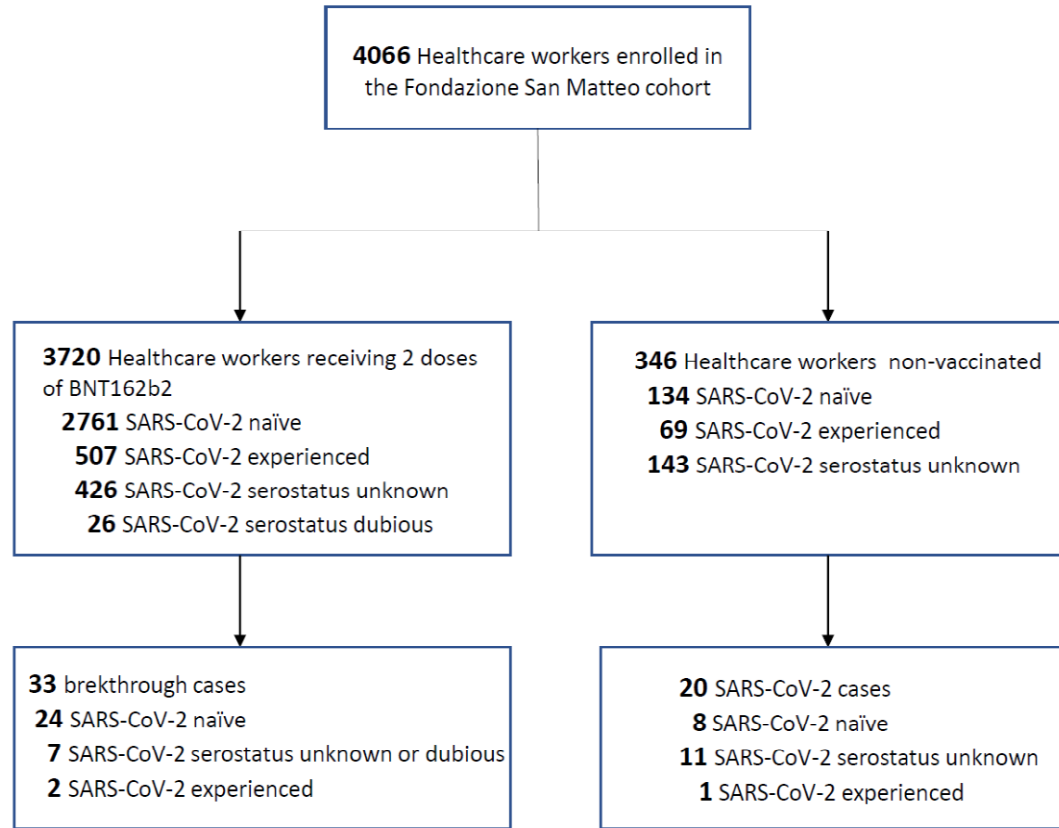 4066 Healthcare workers enrolled in
the Fondazione San Matteo cohort
3720 Healthcare workers receiving 2 doses
of BNT162b2
2761 SARS-CoV-2 naïve
507 SARS-CoV-2 experienced
426 SARS-CoV-2 serostatus unknown
26 SARS-CoV-2 serostatus dubious
346 Healthcare workers non-vaccinated
134 SARS-CoV-2 naïve
69 SARS-CoV-2 experienced
143 SARS-CoV-2 serostatus unknown
33 brekthrough cases
24 SARS-CoV-2 naïve
7 SARS-CoV-2 serostatus unknown or dubious
2 SARS-CoV-2 experienced
20 SARS-CoV-2 cases
8 SARS-CoV-2 naïve
11 SARS-CoV-2 serostatus unknown
1 SARS-CoV-2 experienced